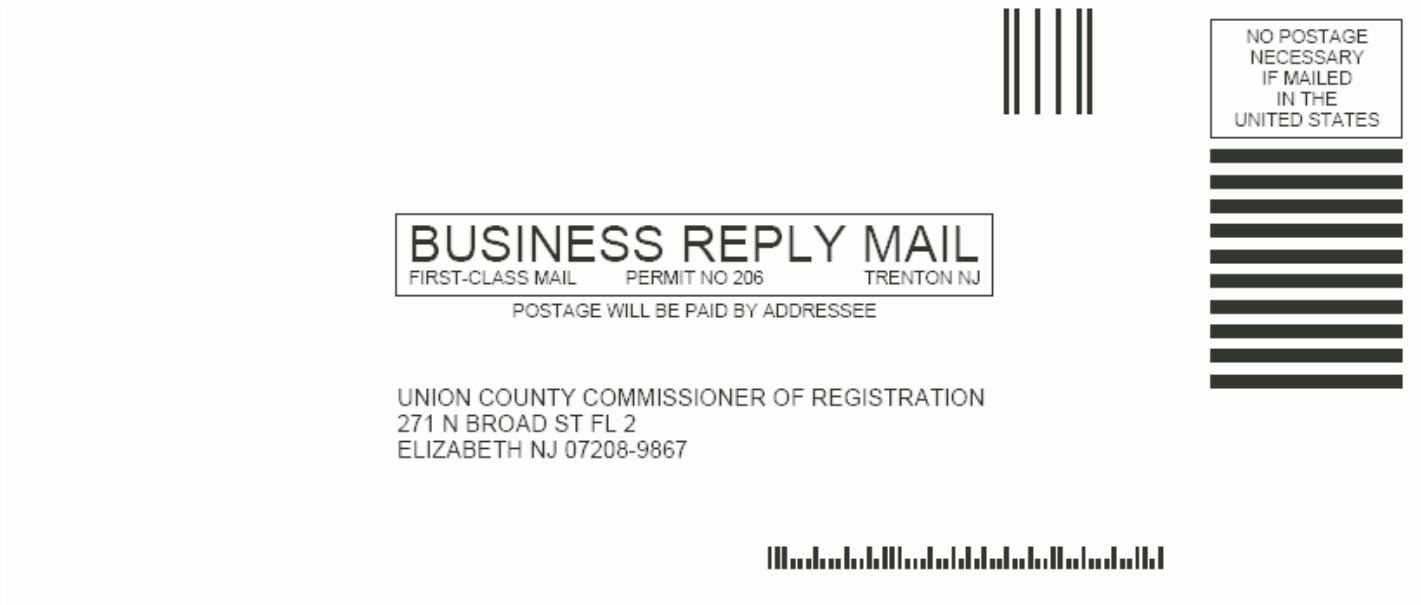 NO POSTAGE
NECESSARY
IF MAILED
IN THE
UNITED STATES
BUSINESS REPLY MAIL
FIRST-CLASS MAIL PERMIT NO 206 TRENTON NJ
POSTAGE WILL BE PAID BY ADDRESSEE
UNION COUNTY COMMISSIONER OF REGISTRATION
271 N BROAD ST FL 2
ELIZABETH NJ 07208-9867